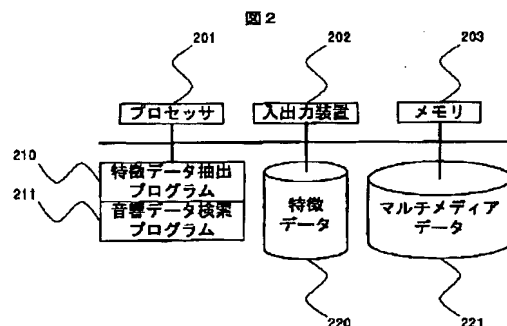 図2
201
202
203
プロセッサ
入出力装置
メモリ
210
特徴データ抽出
プログラム
211
音響データ検索
プログラム
特徴
データ
マルチメディア
データ
220
221